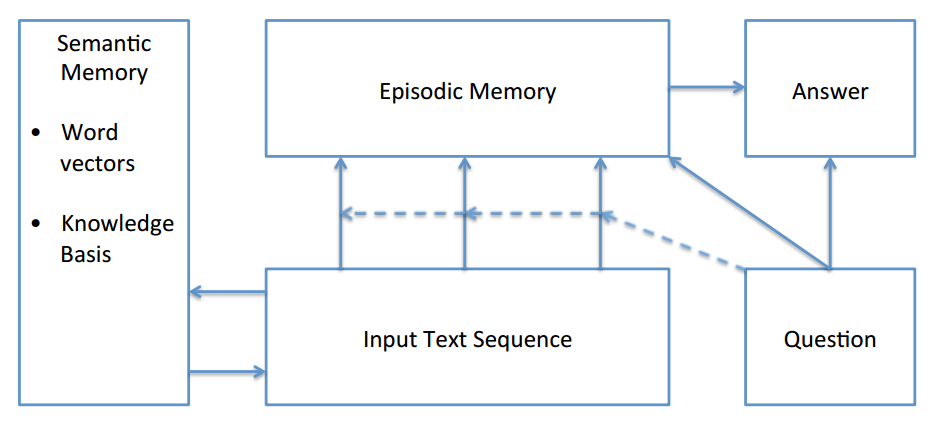 Semantic
Memory
• Word
vectors
• Knowledge
Basis
Episodic Memory
Answer
Input Text Sequence
Question